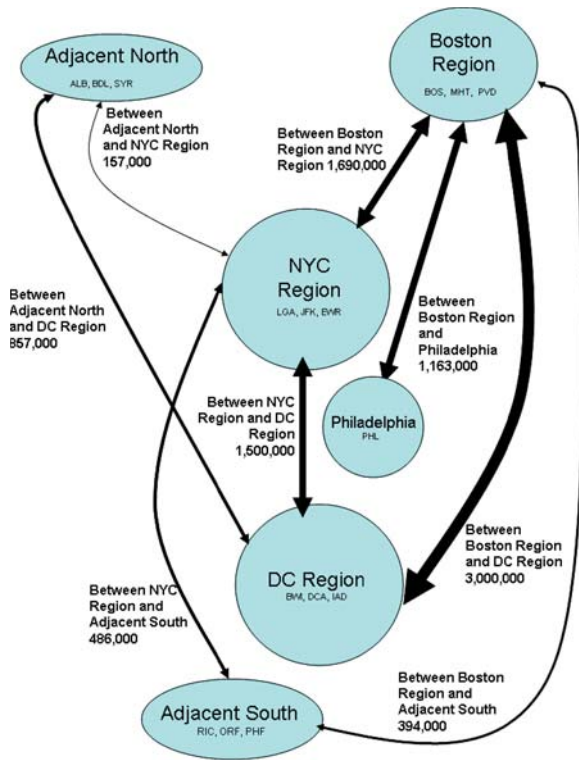 Adjacent North
ALB, BDL, SYR
Boston
Region
BOS, MHT, PVD
Between
Adjacent North
and NYC Region
157,000
Between Boston
Region and NYC
Region 1,690,000
NYC
Region
LGA, JFK, EWR
Between
Adjacent North
and DC Region
857,000
Between
Boston Region
and
Philadelphia
1,163,000
Between NYC
Region and DC
Region
1,500,000
Philadelphia
PHL
Between
Boston Region
and DC Region
3,000,000
DC Region
BWI, DCA, IAD
Between NYC
Region and
Adjacent South
486,000
Between Boston
Region and
Adjacent South
394,000
Adjacent South
RIC, ORF, PHF